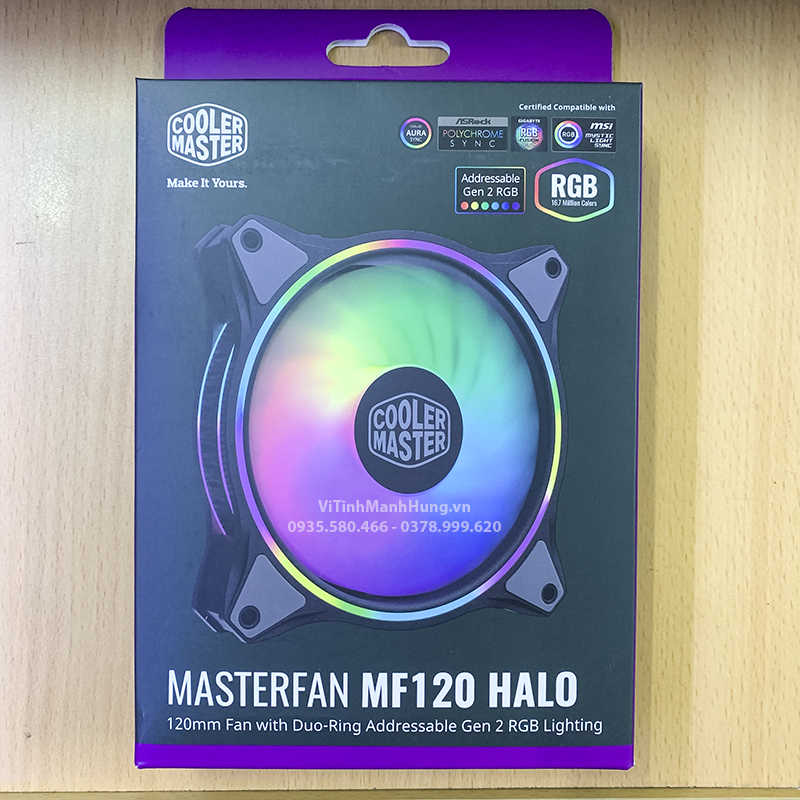 COOLER
MASTER
Make It Yours.
Certified Compatible with
AURA
SYNC
ASRock
POLYCHROME
SYNC
GIGABYTE
RGB
FUSION
RGB
msi
MYSTIC
LIGHT
SYNC
Addressable
Gen 2 RGB
RGB
16.7 Million Colors
COOLER
MASTER
ViTinhManhHung.vn
0935.580.466 - 0378.999.620
MASTERFAN MF120 HALO
120mm Fan with Duo-Ring Addressable Gen 2 RGB Lighting